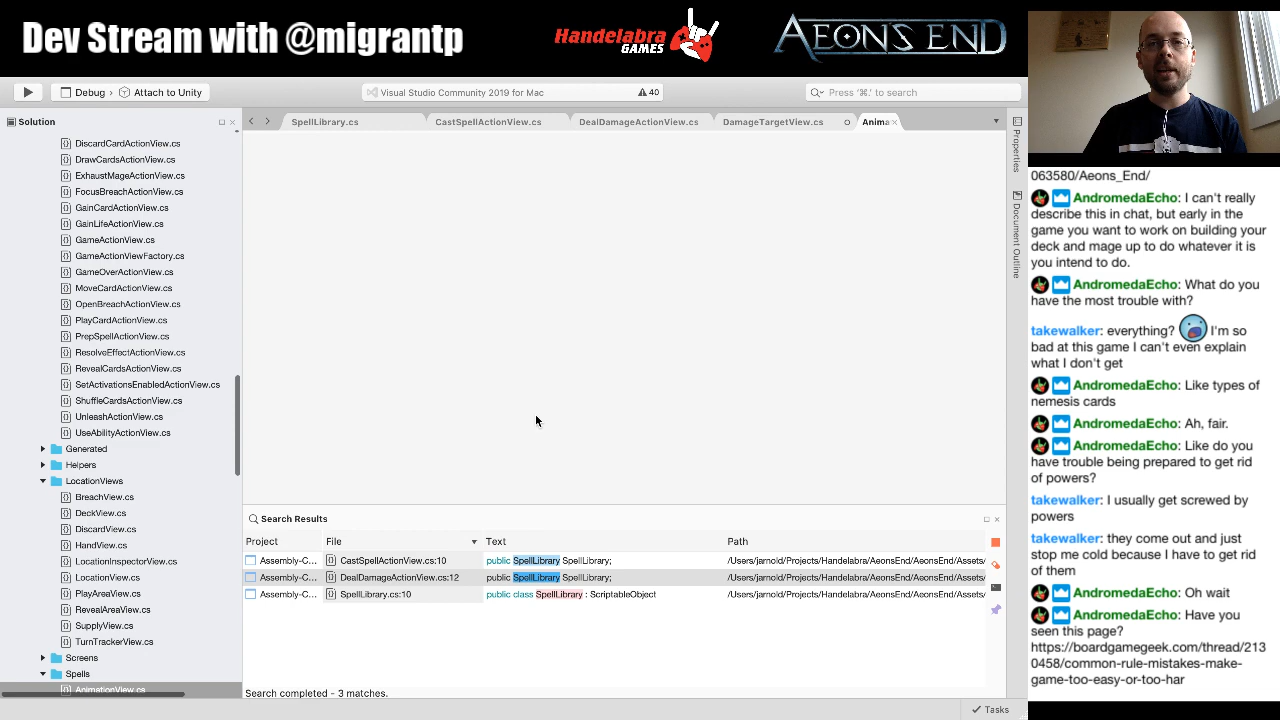 Dev Stream with @migrantp
Handelabra
GAMES
AEON'S END
Debug › Attach to Unity
Visual Studio Community 2019 for Mac
40
Press '⌘.' to search
Solution
SpellLibrary.cs
CastSpellActionView.cs
DealDamageActionView.cs
DamageTargetView.cs
Anima
DiscardCardActionView.cs
DrawCardsActionView.cs
ExhaustMageActionView.cs
FocusBreachActionView.cs
GainCardActionView.cs
GainLifeActionView.cs
GameActionView.cs
GameActionViewFactory.cs
GameOverActionView.cs
MoveCardActionView.cs
OpenBreachActionView.cs
PlayCardActionView.cs
PrepSpellActionView.cs
ResolveEffectActionView.cs
RevealCardsActionView.cs
SetActivationsEnabledActionView.cs
ShuffleCardsActionView.cs
UnleashActionView.cs
UseAbilityActionView.cs
Generated
Helpers
LocationViews
BreachView.cs
DeckView.cs
DiscardView.cs
HandView.cs
LocationInspectorView.cs
LocationView.cs
PlayAreaView.cs
RevealAreaView.cs
SupplyView.cs
TurnTrackerView.cs
Screens
Spells
AnimationView.cs
Properties
Document Outline
Search Results
Project File Text Path
Assembly-C... CastSpellActionView.cs:10 public SpellLibrary SpellLibrary; /Users/jarnold/Projects/Handelabra/AeonsEnd/AeonsEnd/Assets/
Assembly-C... DealDamageActionView.cs:12 public SpellLibrary SpellLibrary; /Users/jarnold/Projects/Handelabra/AeonsEnd/AeonsEnd/Assets/
Assembly-C... SpellLibrary.cs:10 public class SpellLibrary : ScriptableObject /Users/jarnold/Projects/Handelabra/AeonsEnd/AeonsEnd/Assets/
Search completed - 3 matches.
Tasks
063580/Aeons_End/
AndromedaEcho: I can't really
describe this in chat, but early in the
game you want to work on building your
deck and mage up to do whatever it is
you intend to do.
AndromedaEcho: What do you
have the most trouble with?
takewalker: everything? I'm so
bad at this game I can't even explain
what I don't get
AndromedaEcho: Like types of
nemesis cards
AndromedaEcho: Ah, fair.
AndromedaEcho: Like do you
have trouble being prepared to get rid
of powers?
takewalker: I usually get screwed by
powers
takewalker: they come out and just
stop me cold because I have to get rid
of them
AndromedaEcho: Oh wait
AndromedaEcho: Have you
seen this page?
https://boardgamegeek.com/thread/213
0458/common-rule-mistakes-make-
game-too-easy-or-too-har